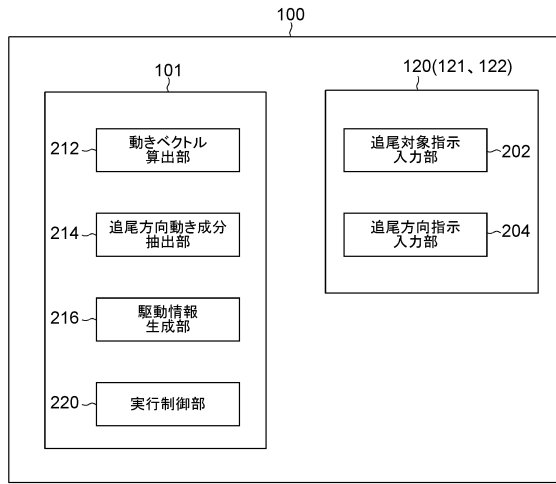 100
101
120(121、122)
212
動きベクトル
算出部
追尾対象指示
入力部
202
214
追尾方向動き成分
抽出部
追尾方向指示
入力部
204
216
駆動情報
生成部
220
実行制御部